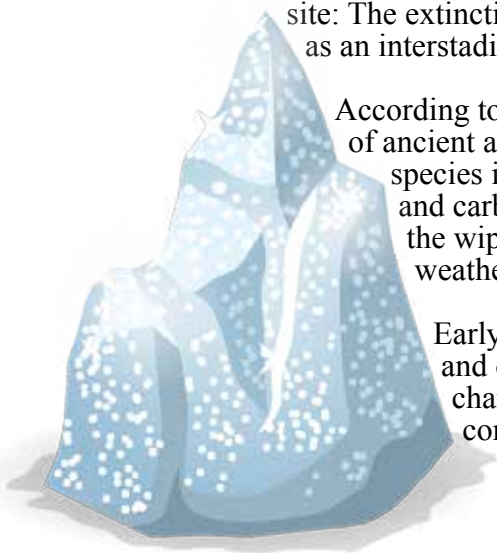 site: The extincti
as an interstadi
According to
of ancient a
species i
and carb
the wip
weathe
Early
and
cha
co